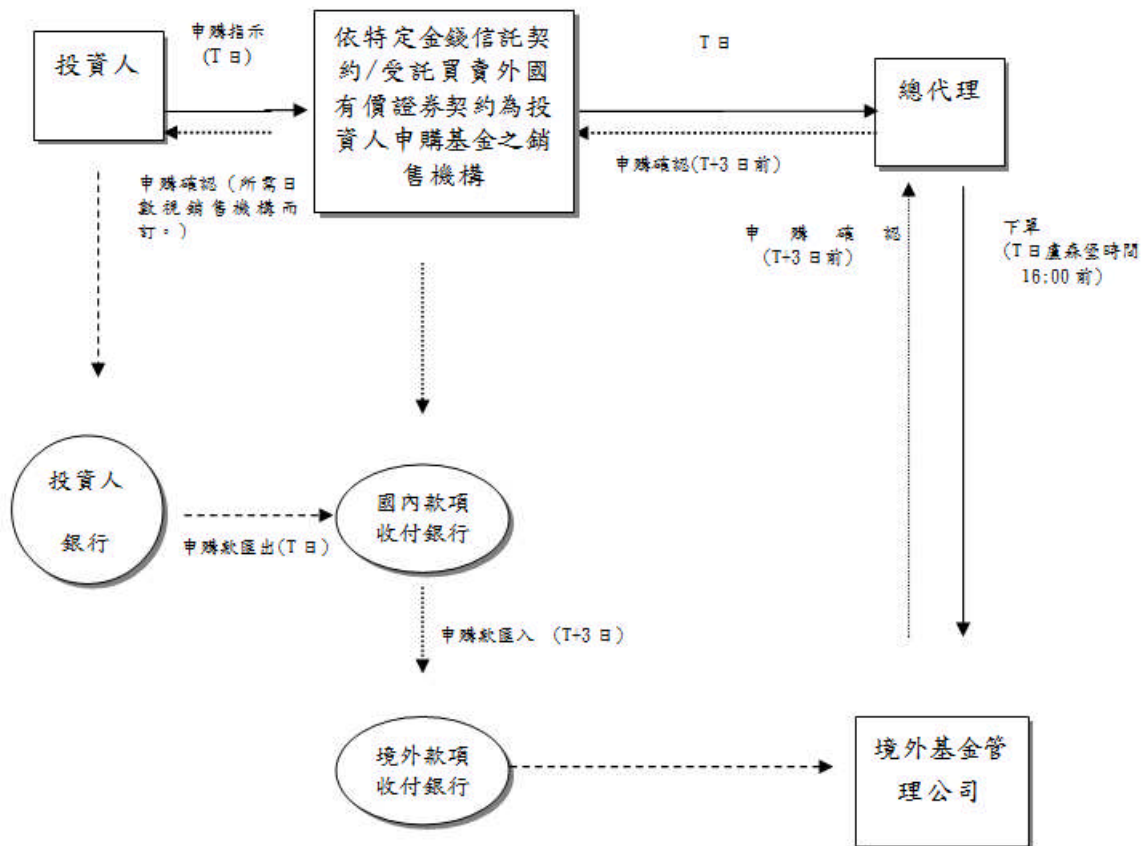 投資人
申購指示
(T 日)
依特定金錢信託契
約/受託買賣外國
有價證券契約為投
資人申購基金之銷
售機構
T 日
總代理
申購確認(T+3 日前)
申購確認（所需日
數視銷售機構而
訂。）
申購確認
(T+3 日前)
下單
(T 日盧森堡時間
16:00 前)
投資人
銀行
申購款匯出(T 日)
國內款項
收付銀行
申購款匯入 (T+3 日)
境外款項
收付銀行
境外基金管
理公司